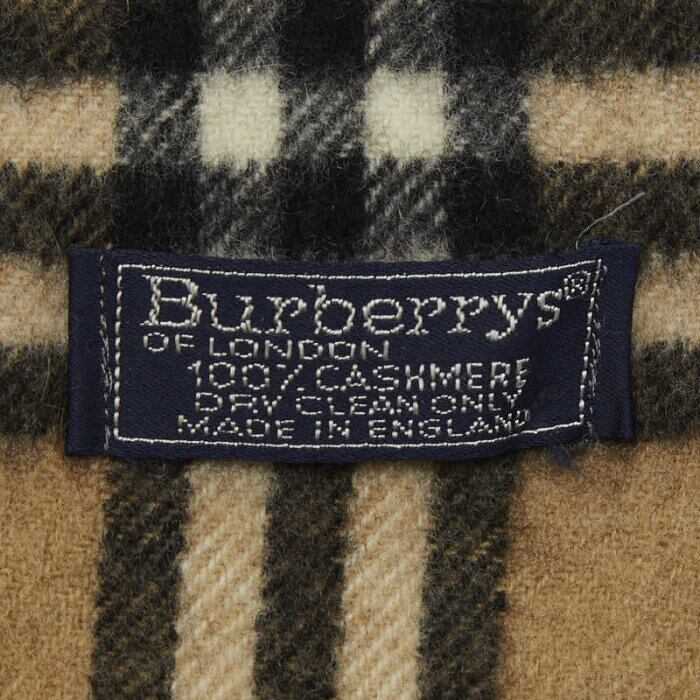 Burberrys®
OF LONDON
100% CASHMERE
DRY CLEAN ONLY
MADE IN ENGLAND